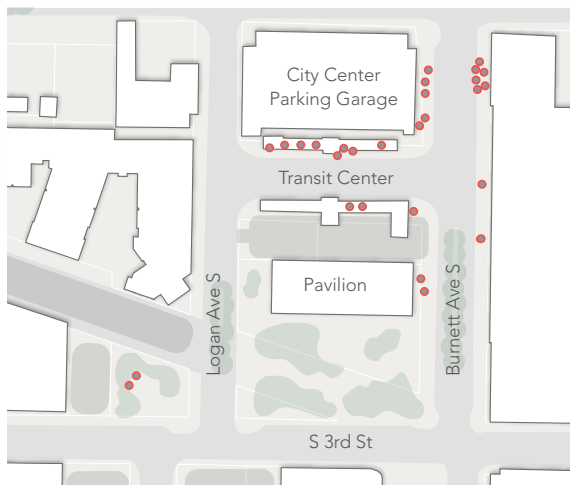 City Center
Parking Garage
Transit Center
Pavilion
Logan Ave S
Burnett Ave S
S 3rd St